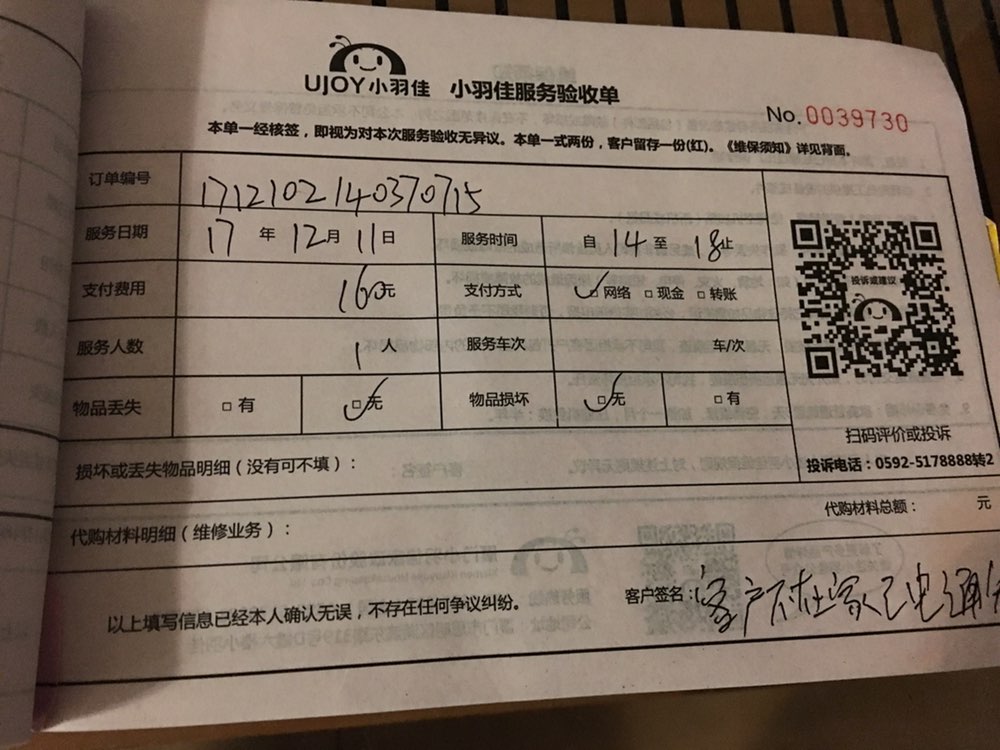 UJOY小羽佳 小羽佳服务验收单
No.0039730
本单一经核签，即视为对本次服务验收无异议。本单一式两份，客户留存一份(红)。《维保须知》详见背面。
订单编号 1712102140370715
服务日期 17 年 12 月 11 日 服务时间 自 14 至 18 止
支付费用 160元 支付方式 ☑网络 □现金 □转账
服务人数 1 人 服务车次 车/次
物品丢失 □ 有 ☑无 物品损坏 ☑无 □ 有
投诉或建议
扫码评价或投诉
投诉电话：0592-5178888转2
损坏或丢失物品明细（没有可不填）：
代购材料明细（维修业务）： 代购材料总额： 元
以上填写信息已经本人确认无误，不存在任何争议纠纷。 客户签名：客户不在家已电通